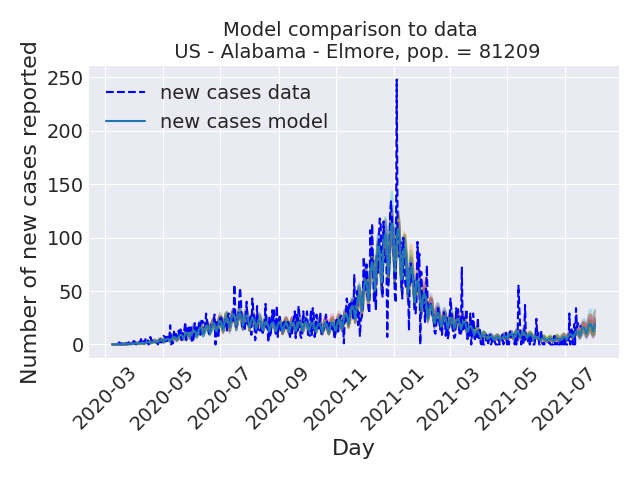 Model comparison to data
US - Alabama - Elmore, pop. = 81209
Number of new cases reported
250
200
150
100
50
0
new cases data
new cases model
2020-03
2020-05
2020-07
2020-09
2020-11
2021-01
2021-03
2021-05
2021-07
Day